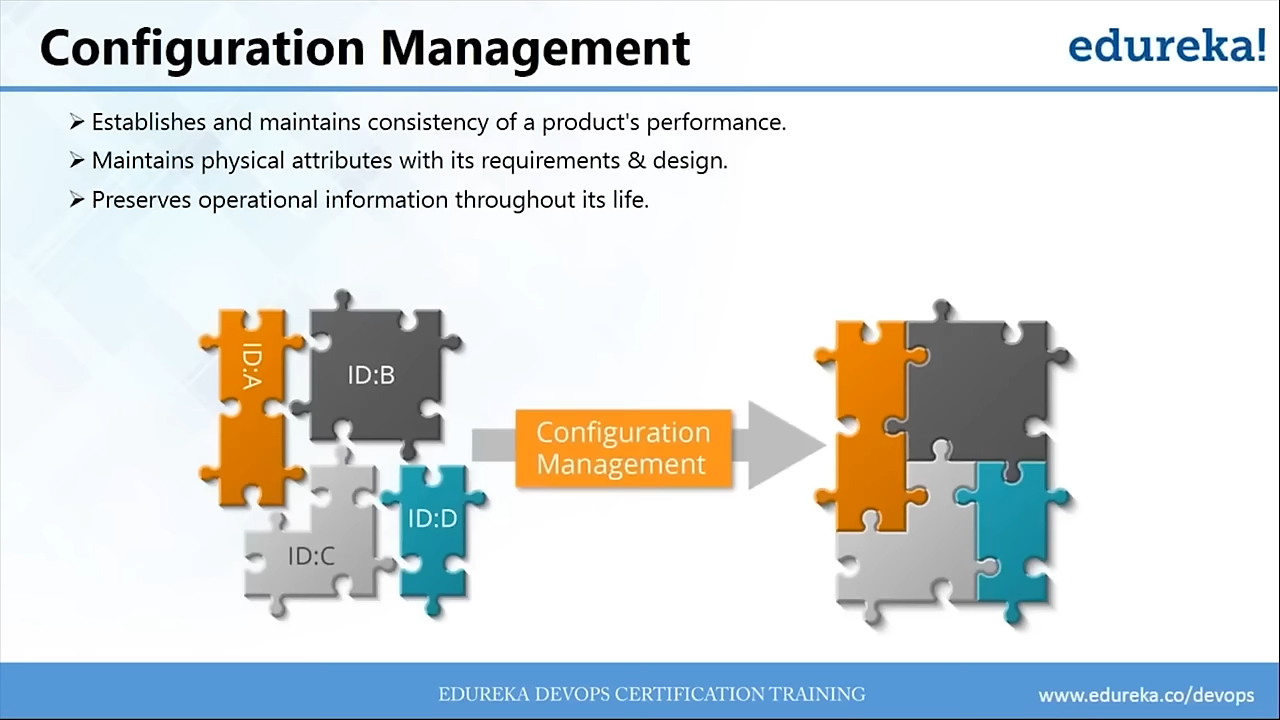 Configuration Management
edureka!
Establishes and maintains consistency of a product's performance.
Maintains physical attributes with its requirements & design.
Preserves operational information throughout its life.
ID:A
ID:B
ID:C
ID:D
Configuration
Management
EDUREKA DEVOPS CERTIFICATION TRAINING
www.edureka.co/devops